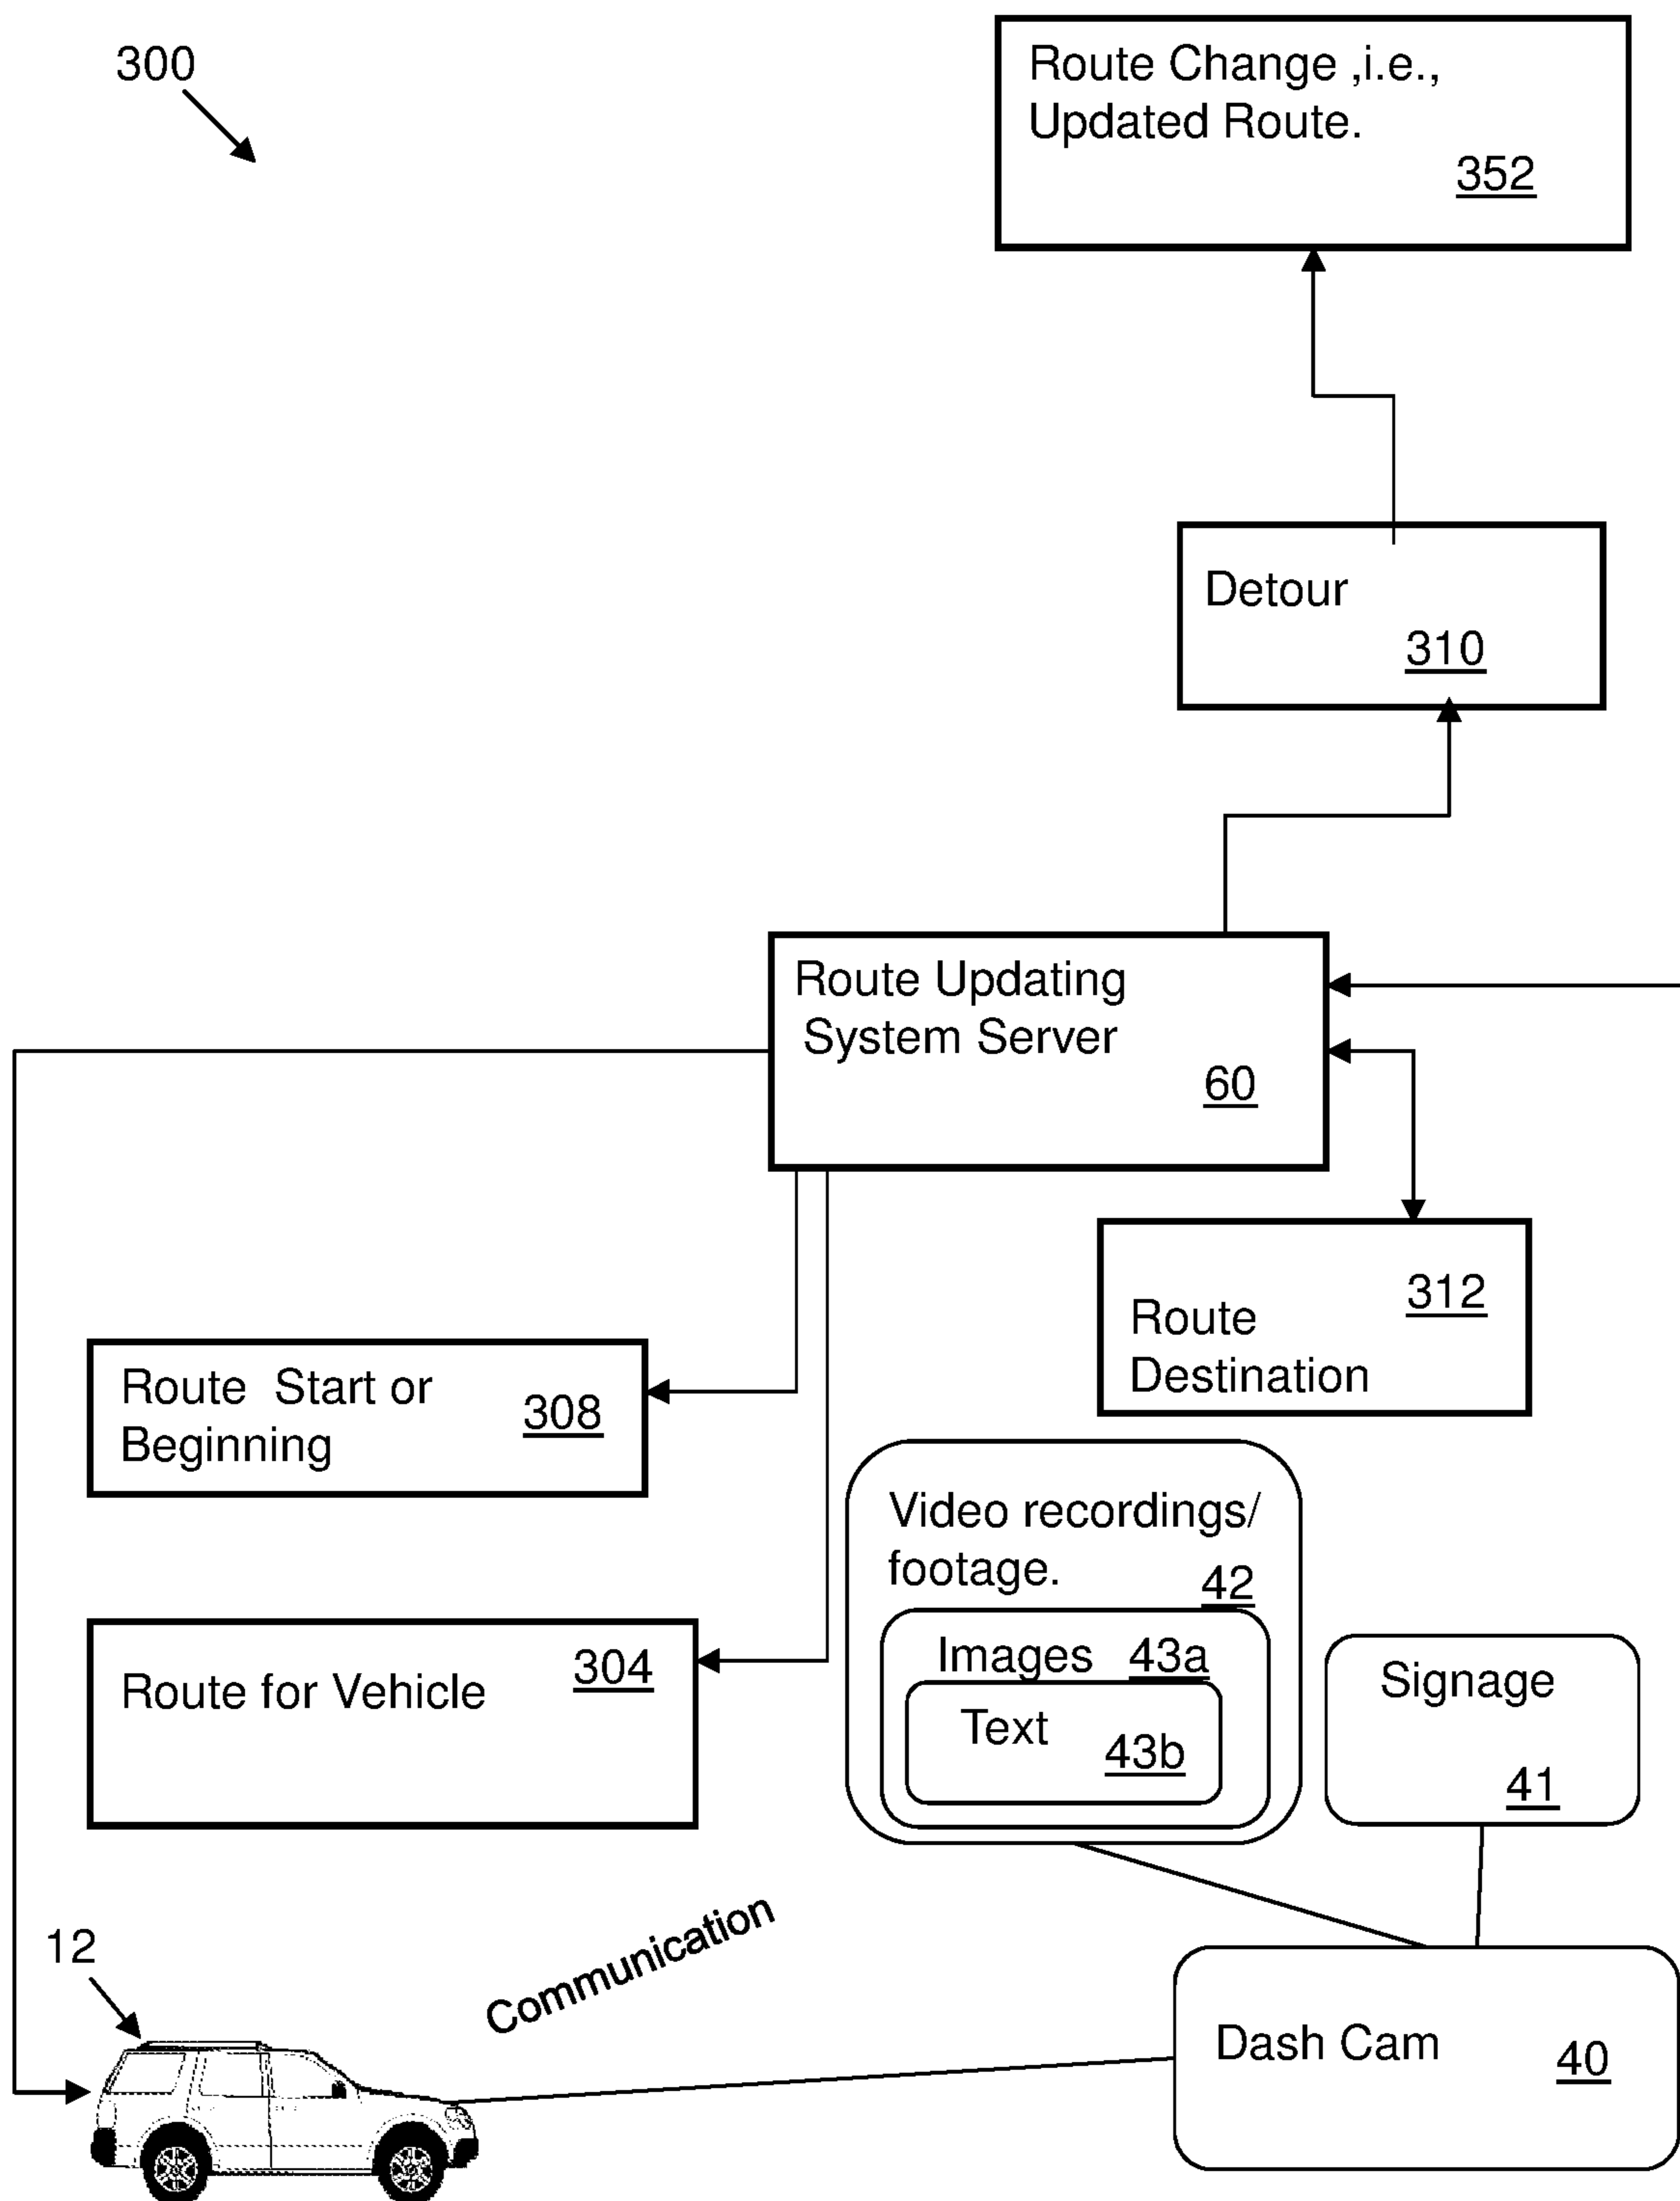 300
Route Change ,i.e.,
Updated Route.
352
Detour
310
Route Updating
System Server
60
312
Route
Destination
Route Start or
Beginning
308
Video recordings/
footage.
42
Route for Vehicle
304
Images 43a
Text
43b
Signage
41
Communication
12
Dash Cam
40